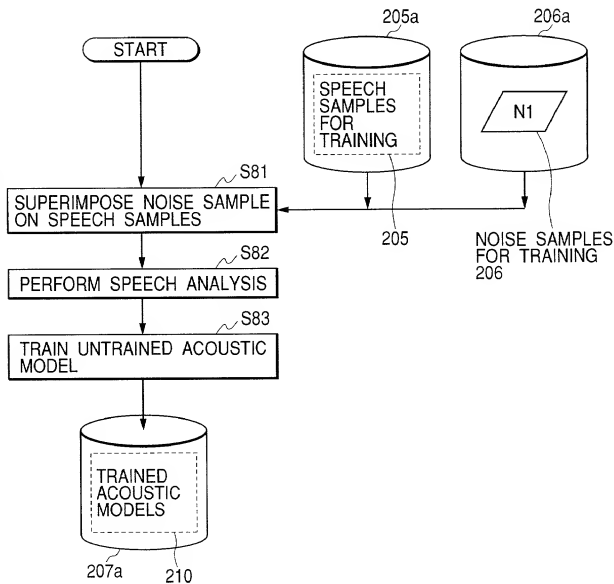 START
205a
206a
SPEECH
SAMPLES
FOR
TRAINING
N1
S81
SUPERIMPOSE NOISE SAMPLE
ON SPEECH SAMPLES
205
NOISE SAMPLES
FOR TRAINING
206
S82
PERFORM SPEECH ANALYSIS
S83
TRAIN UNTRAINED ACOUSTIC
MODEL
TRAINED
ACOUSTIC
MODELS
207a
210